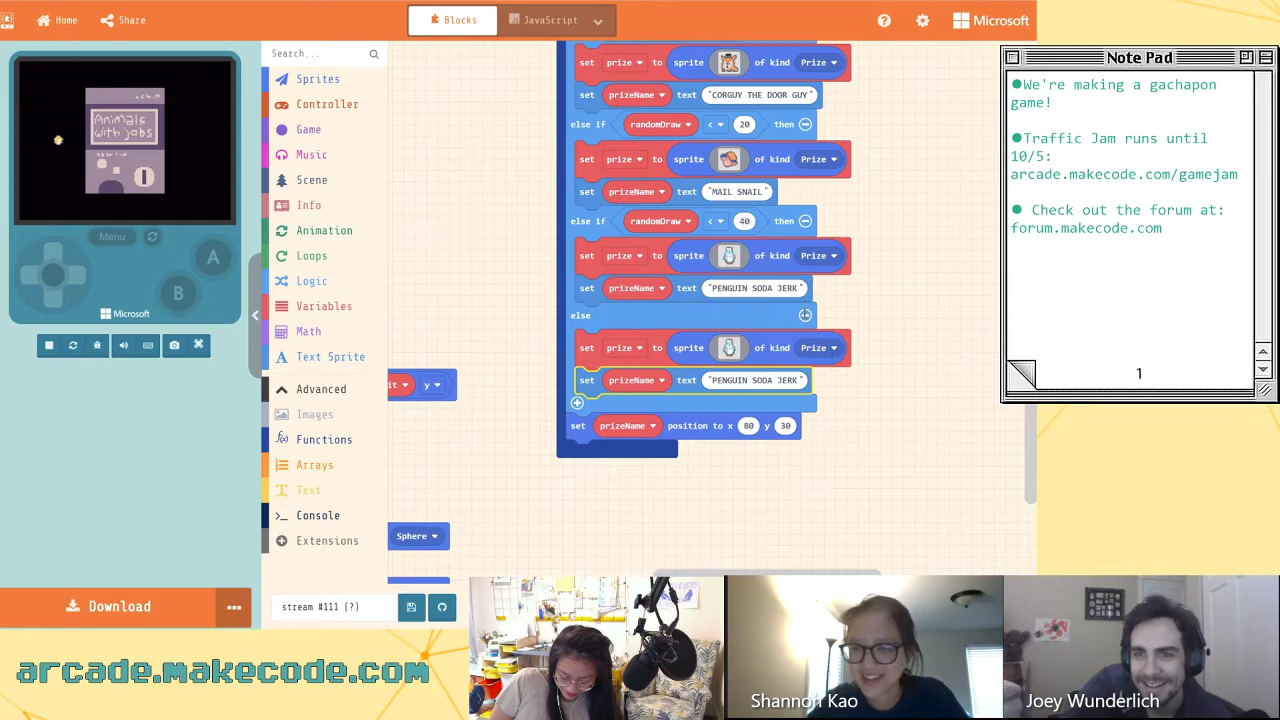 Home
Share
Blocks
JavaScript
Microsoft
Animals
with jobs
Menu
A
B
Microsoft
Search...
Sprites
Controller
Game
Music
Scene
Info
Animation
Loops
Logic
Variables
Math
Text Sprite
Advanced
Images
Functions
Arrays
Text
Console
Extensions
set prize to sprite of kind Prize
set prizeName text "CORGUY THE DOOR GUY"
else if randomDraw < 20 then
set prize to sprite of kind Prize
set prizeName text "MAIL SNAIL"
else if randomDraw < 40 then
set prize to sprite of kind Prize
set prizeName text "PENGUIN SODA JERK"
else
set prize to sprite of kind Prize
set prizeName text "PENGUIN SODA JERK"
set prizeName position to x 80 y 30
it y
Sphere
Note Pad
●We're making a gachapon
game!
●Traffic Jam runs until
10/5:
arcade.makecode.com/gamejam
● Check out the forum at:
forum.makecode.com
1
Download
stream #111 (?)
arcade.makecode.com
Shannon Kao
Joey Wunderlich